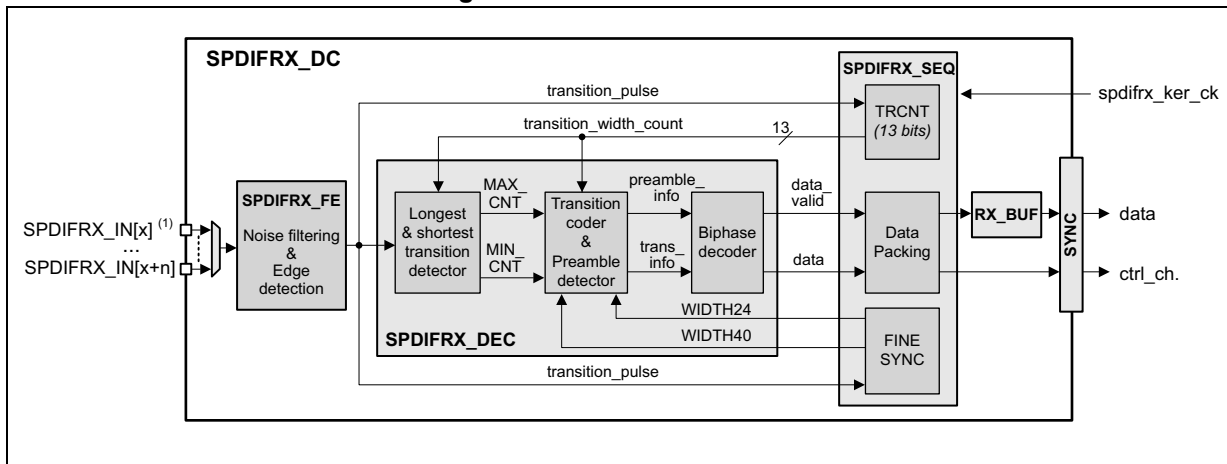 SPDIFRX_DC
SPDIFRX_SEQ
transition_pulse
TRCNT
(13 bits)
spdifrx_ker_ck
transition_width_count
13
SPDIFRX_IN[x] (1)
...
SPDIFRX_IN[x+n]
SPDIFRX_FE
Noise filtering
&
Edge
detection
Longest
& shortest
transition
detector
MAX_
CNT
MIN_
CNT
Transition
coder
&
Preamble
detector
preamble_
info
trans_
info
Biphase
decoder
data_
valid
data
Data
Packing
RX_BUF
SYNC
data
ctrl_ch.
WIDTH24
WIDTH40
SPDIFRX_DEC
FINE
SYNC
transition_pulse